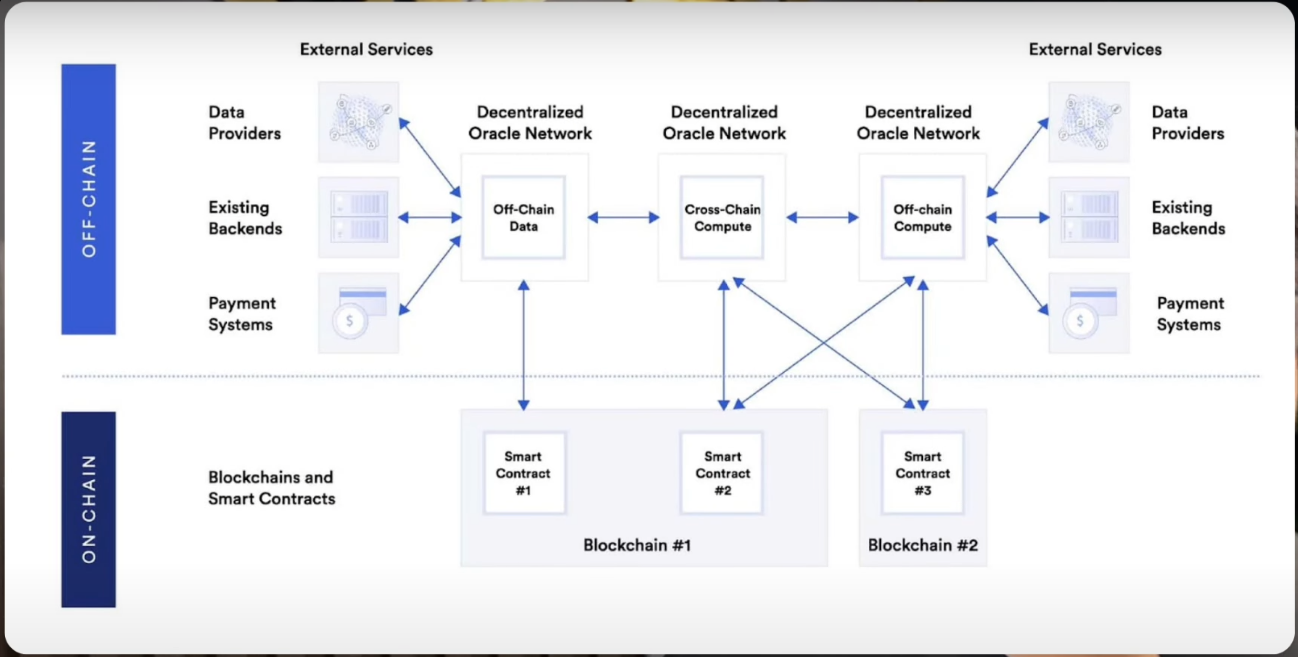 External Services
External Services
OFF-CHAIN
Data
Providers
Decentralized
Oracle Network
Decentralized
Oracle Network
Decentralized
Oracle Network
Data
Providers
Existing
Backends
Off-Chain
Data
Cross-Chain
Compute
Off-chain
Compute
Existing
Backends
Payment
Systems
$
$
Payment
Systems
ON-CHAIN
Blockchains and
Smart Contracts
Smart
Contract
#1
Smart
Contract
#2
Smart
Contract
#3
Blockchain #1
Blockchain #2